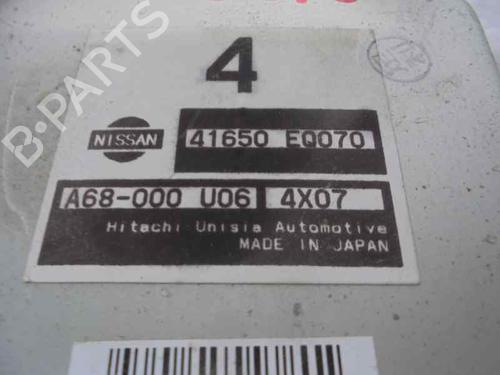 4
NISSAN
41650 EQ070
A68-000 U06 4X07
Hitachi Unisia Automotive
MADE IN JAPAN
B-PARTS